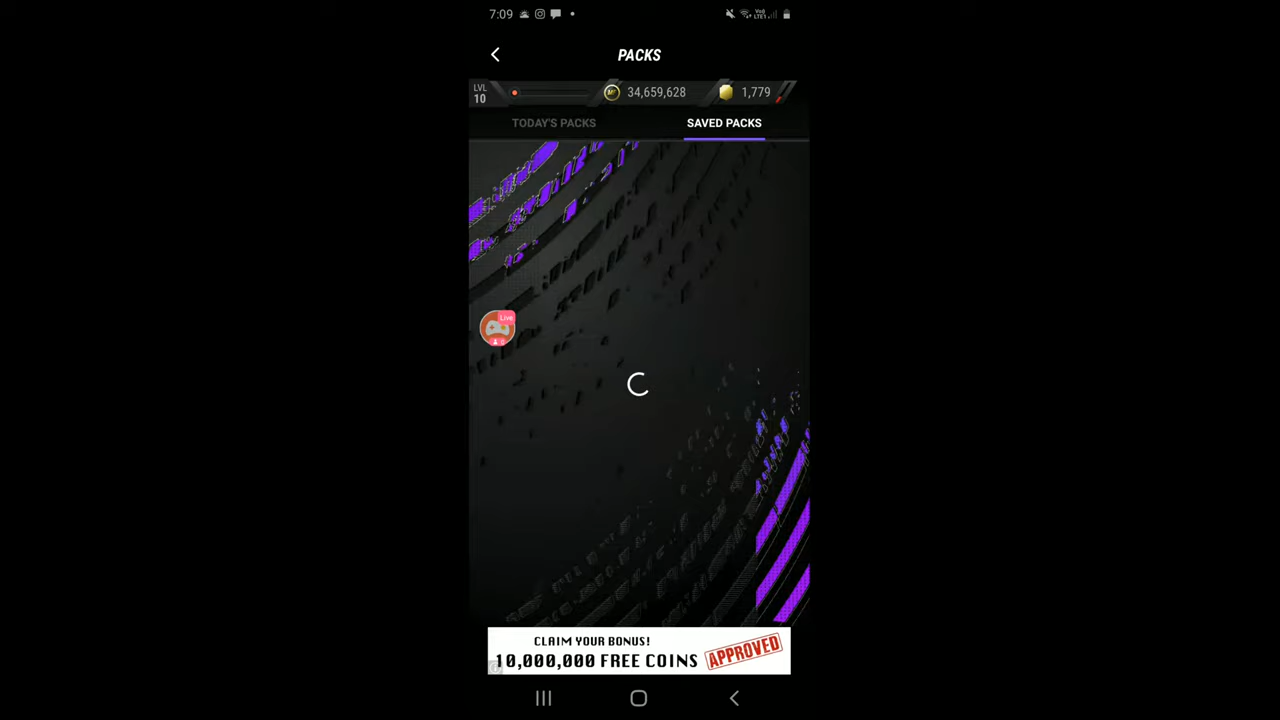 7:09
PACKS
LVL
10
34,659,628
1,779
TODAY'S PACKS
SAVED PACKS
Live
CLAIM YOUR BONUS!
10,000,000 FREE COINS
APPROVED